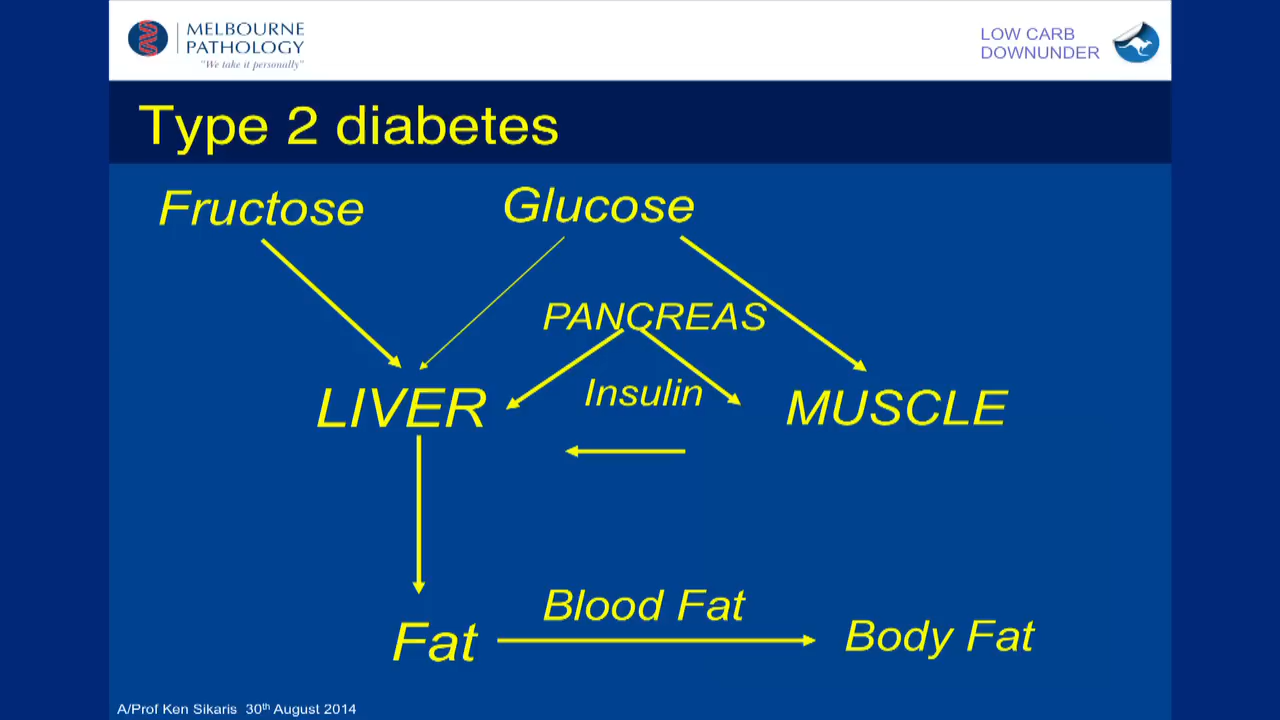 MELBOURNE
PATHOLOGY
"We take it personally"
LOW CARB
DOWNUNDER
Type 2 diabetes
Fructose
Glucose
PANCREAS
Insulin
LIVER
MUSCLE
Blood Fat
Fat
Body Fat
A/Prof Ken Sikaris 30th August 2014